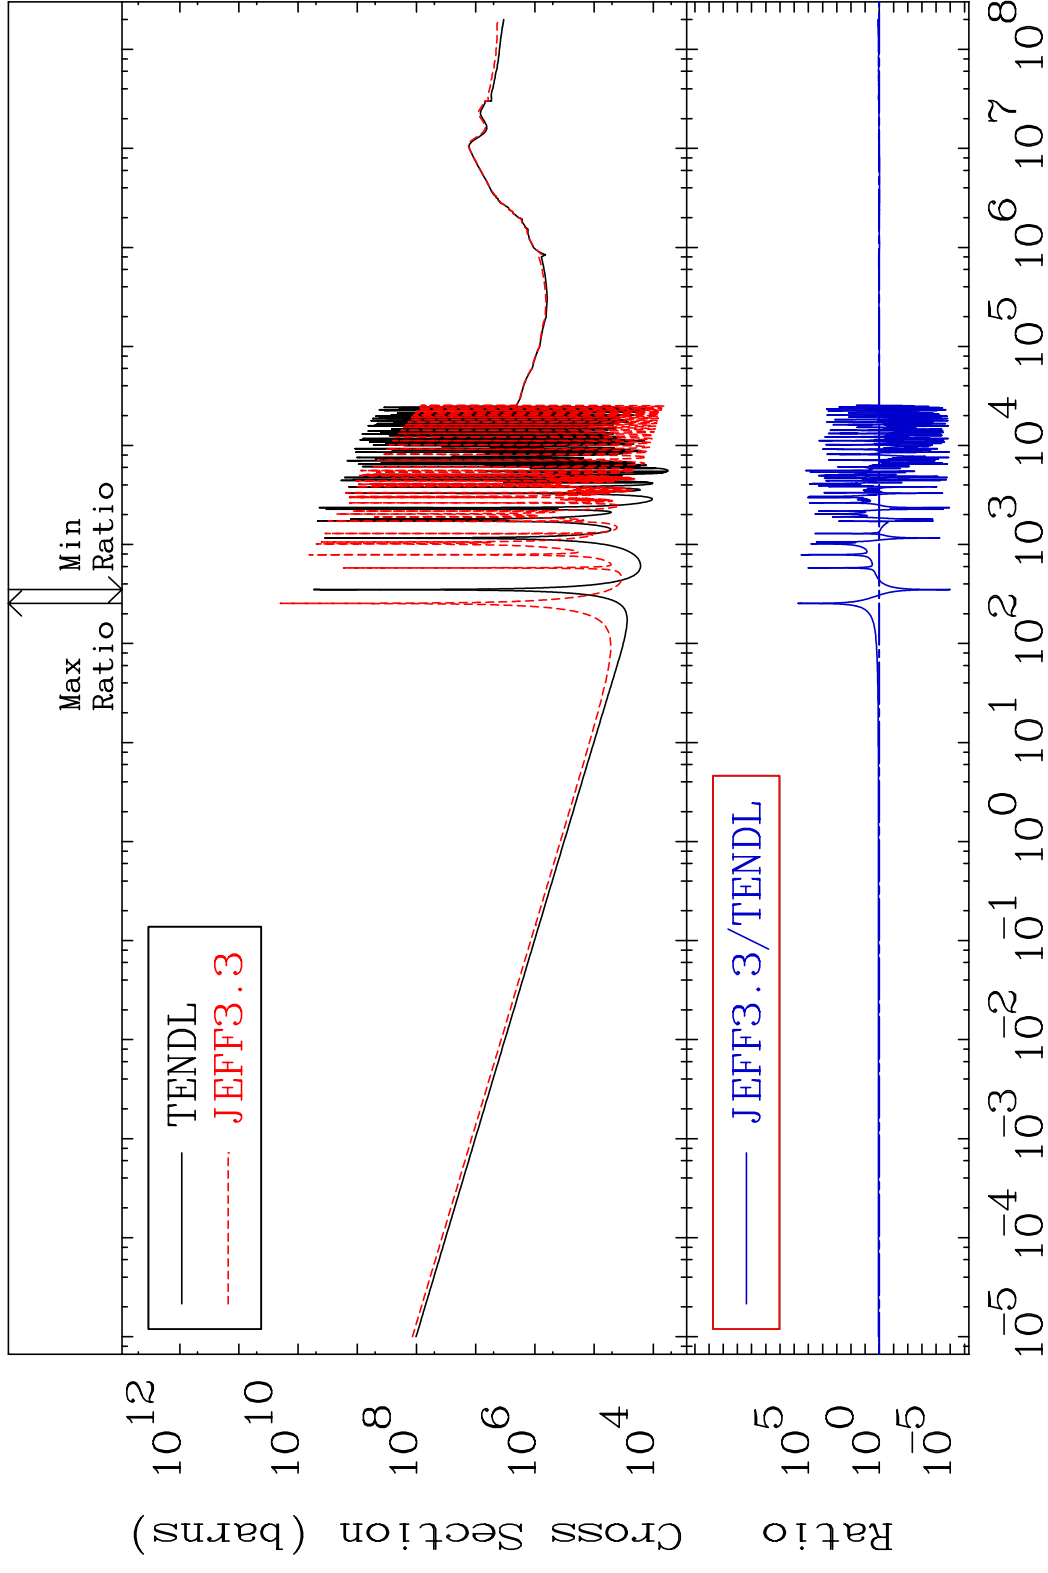 Max
Ratio
Min
Ratio
TENDL
JEFF3.3
Cross Section (barns)
10^12
10^10
10^8
10^6
10^4
JEFF3.3/TENDL
Ratio
10^5
10^0
10^-5
10^-5 10^-4 10^-3 10^-2 10^-1 10^0 10^1 10^2 10^3 10^4 10^5 10^6 10^7 10^8